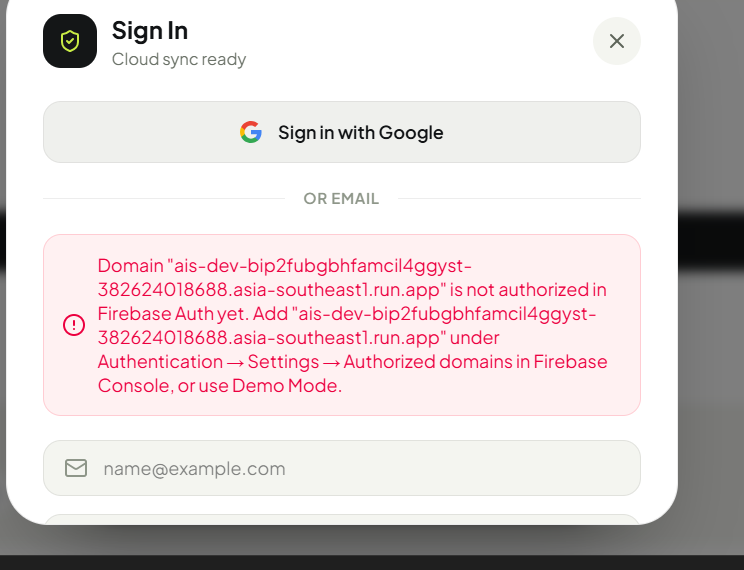 Sign In
Cloud sync ready
Sign in with Google
OR EMAIL
Domain "ais-dev-bip2fubgbhfamcil4ggyst-
382624018688.asia-southeast1.run.app" is not authorized in
Firebase Auth yet. Add "ais-dev-bip2fubgbhfamcil4ggyst-
382624018688.asia-southeast1.run.app" under
Authentication → Settings → Authorized domains in Firebase
Console, or use Demo Mode.
name@example.com